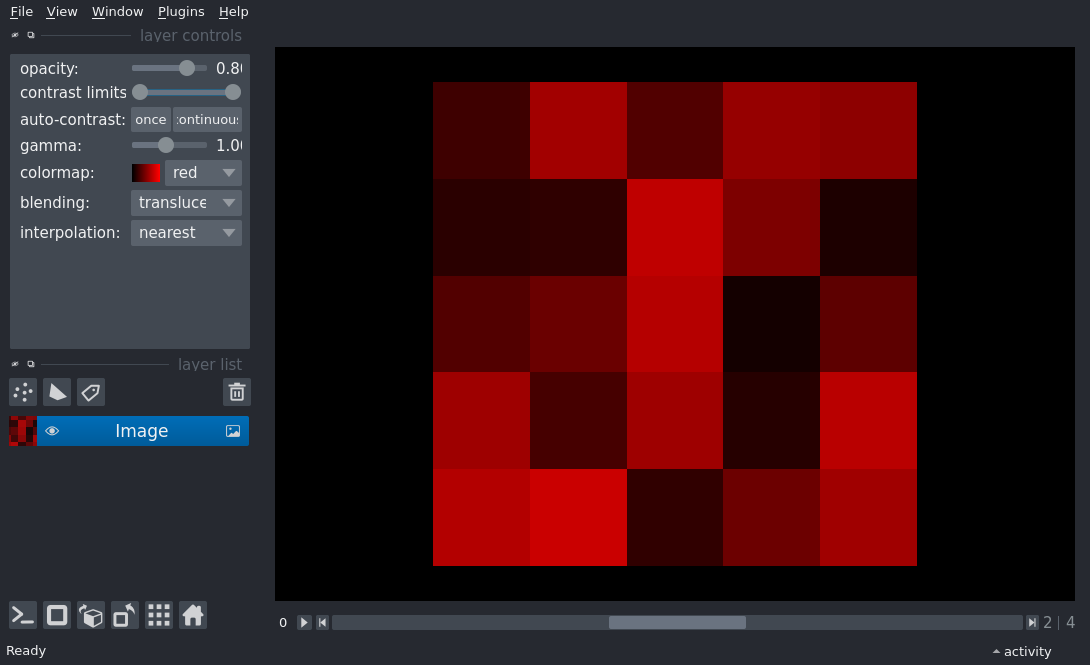 File View Window Plugins Help
layer controls
opacity: 0.80
contrast limits
auto-contrast: once continuous
gamma: 1.00
colormap: red
blending: transluce
interpolation: nearest
layer list
Image
0 2 | 4
Ready activity